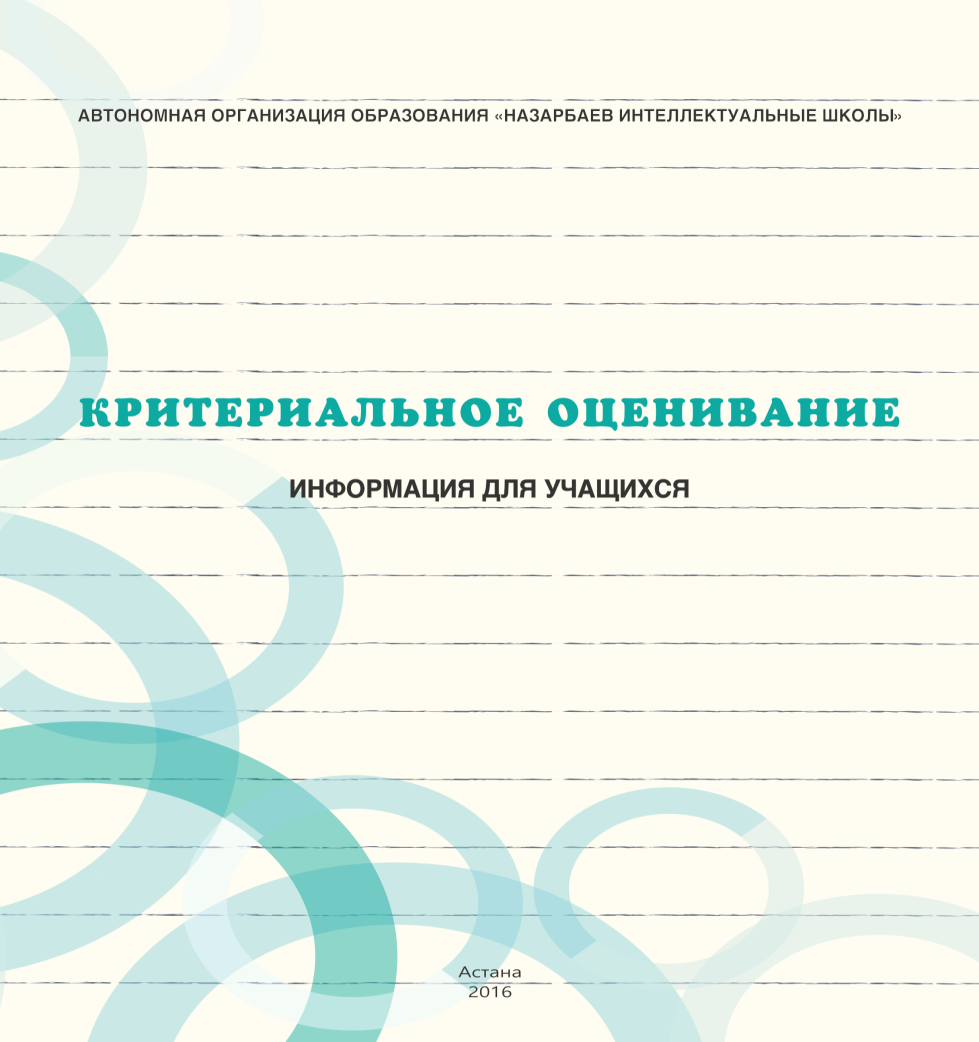 АВТОНОМНАЯ ОРГАНИЗАЦИЯ ОБРАЗОВАНИЯ «НАЗАРБАЕВ ИНТЕЛЛЕКТУАЛЬНЫЕ ШКОЛЫ»
КРИТЕРИАЛЬНОЕ ОЦЕНИВАНИЕ
ИНФОРМАЦИЯ ДЛЯ УЧАЩИХСЯ
Астана
2016